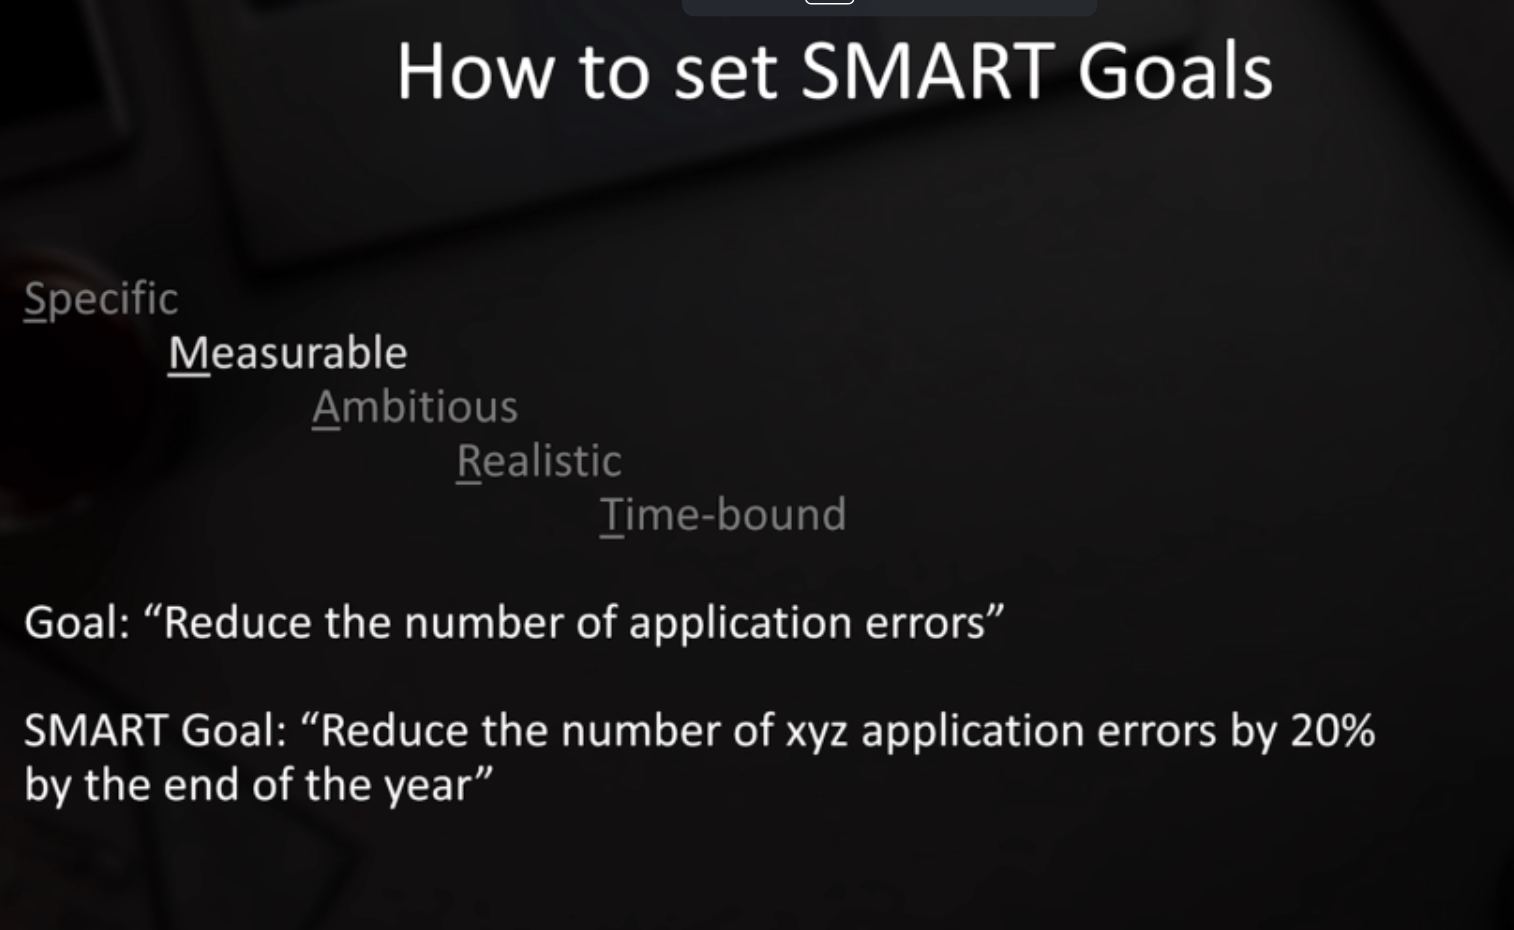 How to set SMART Goals
Specific
Measurable
Ambitious
Realistic
Time-bound
Goal: “Reduce the number of application errors”
SMART Goal: “Reduce the number of xyz application errors by 20%
by the end of the year”